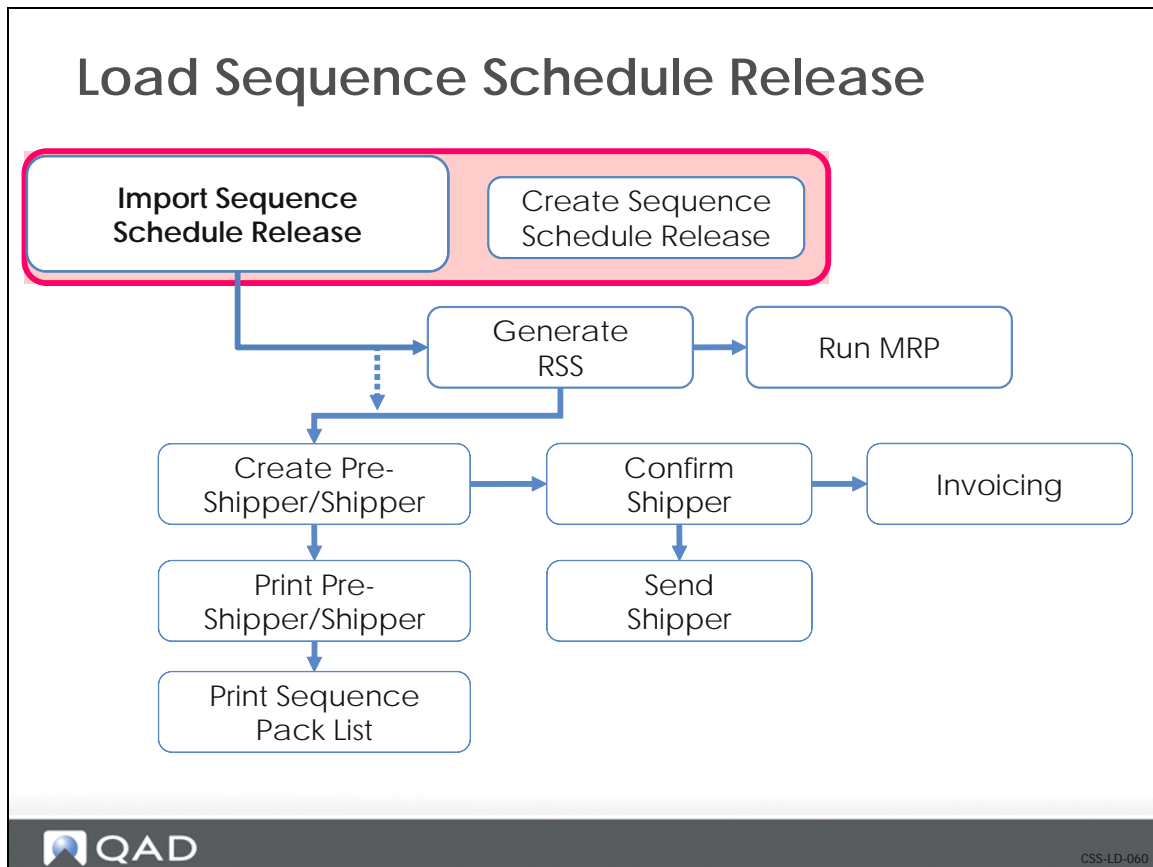 Load Sequence Schedule Release
Import Sequence
Schedule Release
Create Sequence
Schedule Release
Generate
RSS
Run MRP
Create Pre-
Shipper/Shipper
Confirm
Shipper
Invoicing
Print Pre-
Shipper/Shipper
Send
Shipper
Print Sequence
Pack List
QAD
CSS-LD-060